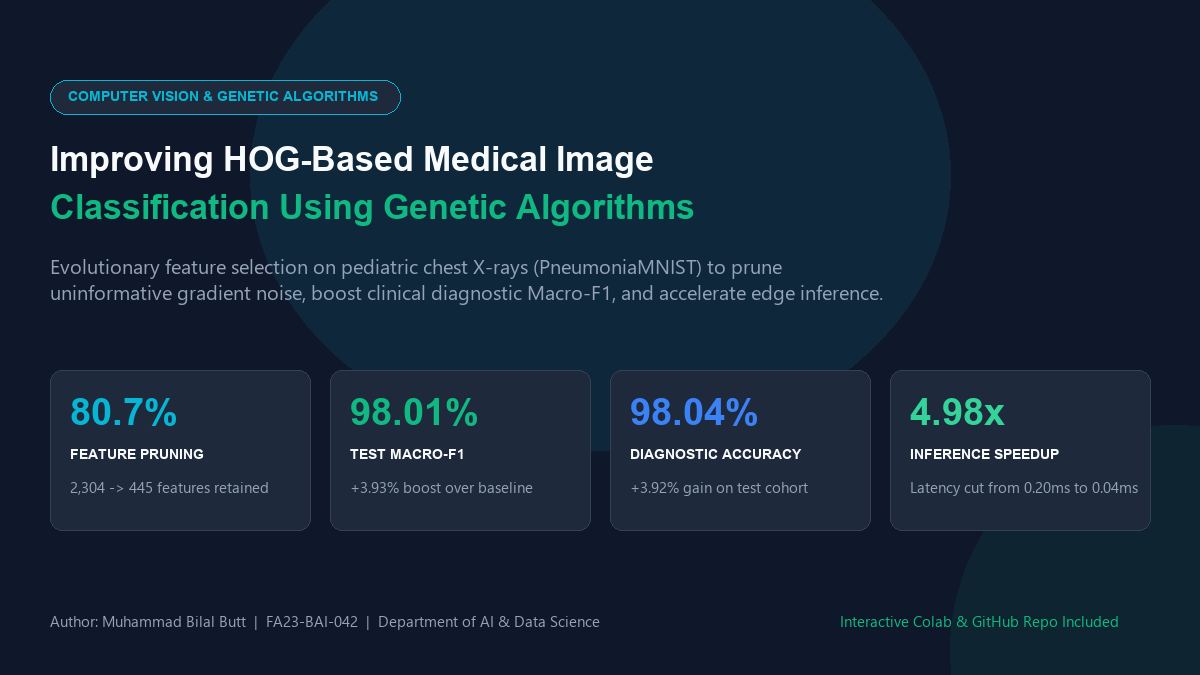 COMPUTER VISION & GENETIC ALGORITHMS
Improving HOG-Based Medical Image
Classification Using Genetic Algorithms
Evolutionary feature selection on pediatric chest X-rays (PneumoniaMNIST) to prune
uninformative gradient noise, boost clinical diagnostic Macro-F1, and accelerate edge inference.
80.7%
FEATURE PRUNING
2,304 -> 445 features retained
98.01%
TEST MACRO-F1
+3.93% boost over baseline
98.04%
DIAGNOSTIC ACCURACY
+3.92% gain on test cohort
4.98x
INFERENCE SPEEDUP
Latency cut from 0.20ms to 0.04ms
Author: Muhammad Bilal Butt | FA23-BAI-042 | Department of AI & Data Science
Interactive Colab & GitHub Repo Included